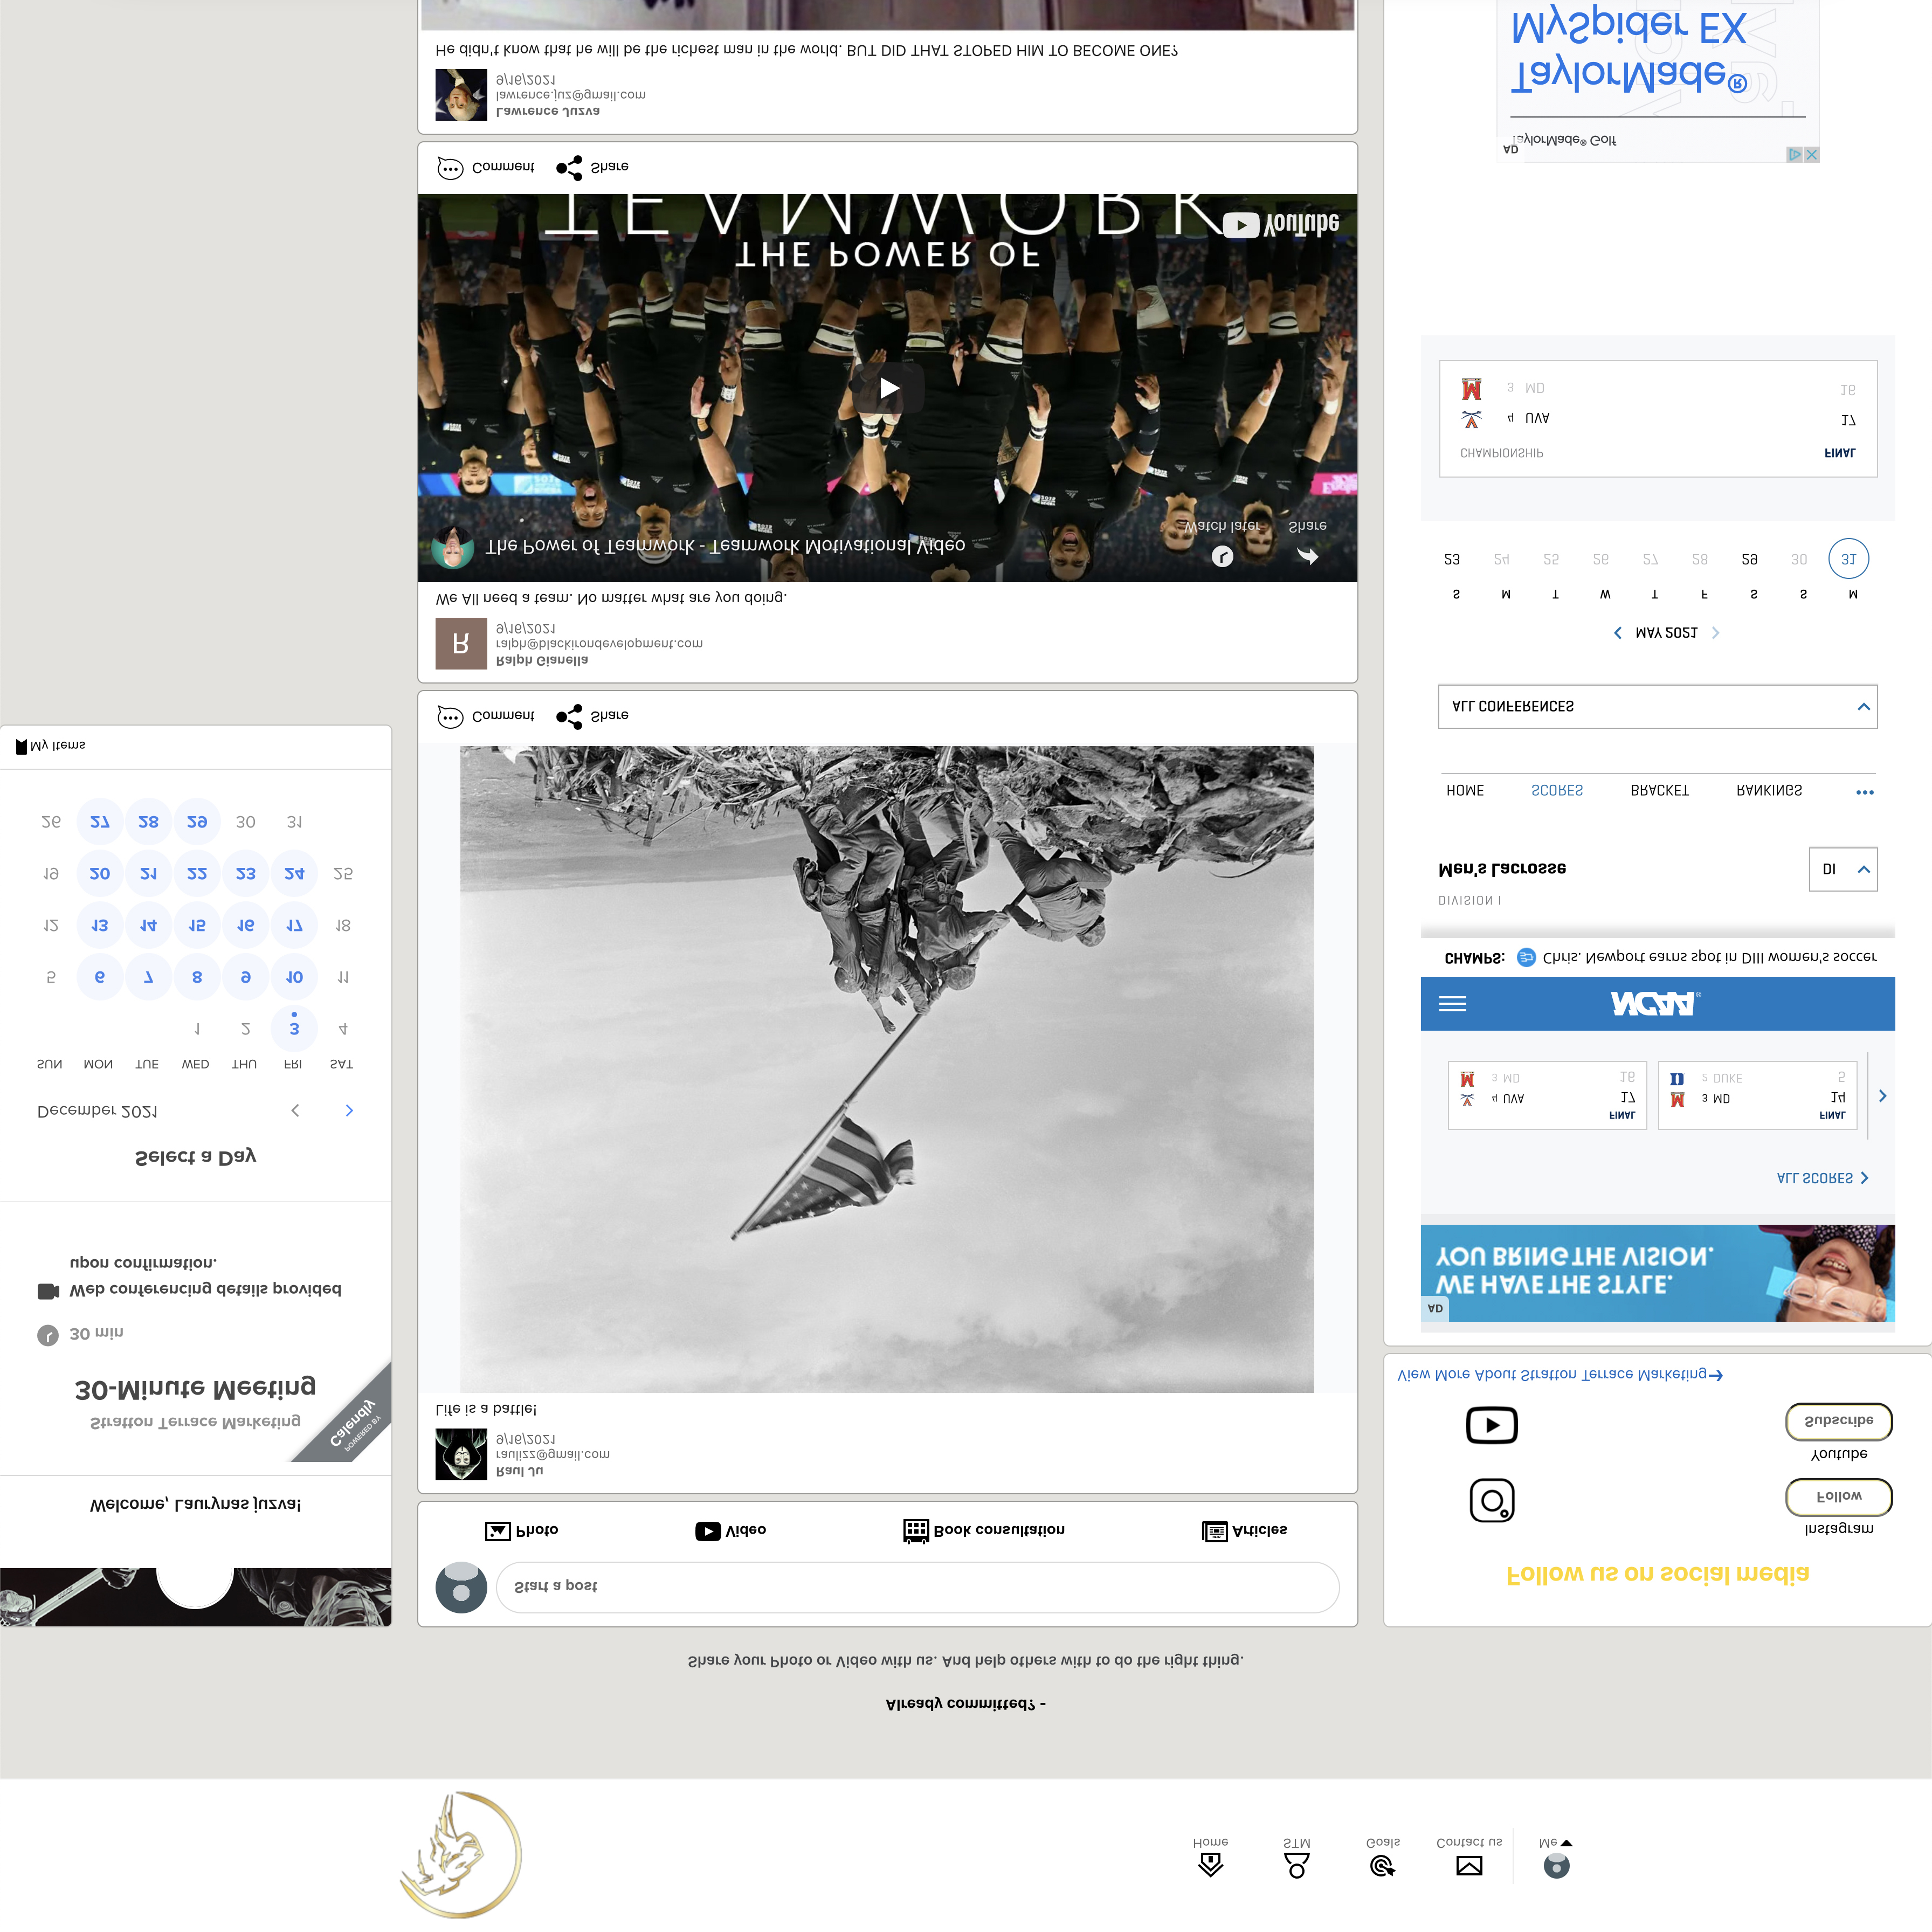 Home
STM
Goals
Contact us
Me
Already committed? -
Share your Photo or Video with us. And help others with to do the right thing.
Welcome, Laurynas juzva!
POWERED BY
Calendly
Stratton Terrace Marketing
30-Minute Meeting
30 min
Web conferencing details provided
upon confirmation.
Select a Day
December 2021
SUN MON TUE WED THU FRI SAT
1 2 3 4
5 6 7 8 9 10 11
12 13 14 15 16 17 18
19 20 21 22 23 24 25
26 27 28 29 30 31
My Items
Start a post
Photo
Video
Book consultation
Articles
Raul Ju
raulizz@gmail.com
9/16/2021
Life is a battle!
Comment
Share
Ralph Gianella
ralph@blackirondevelopment.com
9/16/2021
R
We All need a team. No matter what are you doing.
The Power of Teamwork - Teamwork Motivational Video
Watch later
Share
THE POWER OF
TEAMWORK
YouTube
Comment
Share
Lawrence Juzva
lawrence.juz@gmail.com
9/16/2021
He didn't know that he will be the richest man in the world. BUT DID THAT STOPED HIM TO BECOME ONE?
Follow us on social media
Instagram
Follow
Youtube
Subscribe
View More About Stratton Terrace Marketing
AD
WE HAVE THE STYLE.
YOU BRING THE VISION.
ALL SCORES
FINAL
4 UVA 17
3 MD 16
FINAL
3 MD 14
2 DUKE 5
NCAA
CHAMPS: Chris. Newport earns spot in DIII women's soccer
DIVISION I
Men's Lacrosse
DI
HOME
SCORES
BRACKET
RANKINGS
ALL CONFERENCES
MAY 2021
S M T W T F S S M
23 24 25 26 27 28 29 30 31
CHAMPIONSHIP FINAL
4 UVA 17
3 MD 16
AD
TaylorMade® Golf
TaylorMade®
MySpider EX